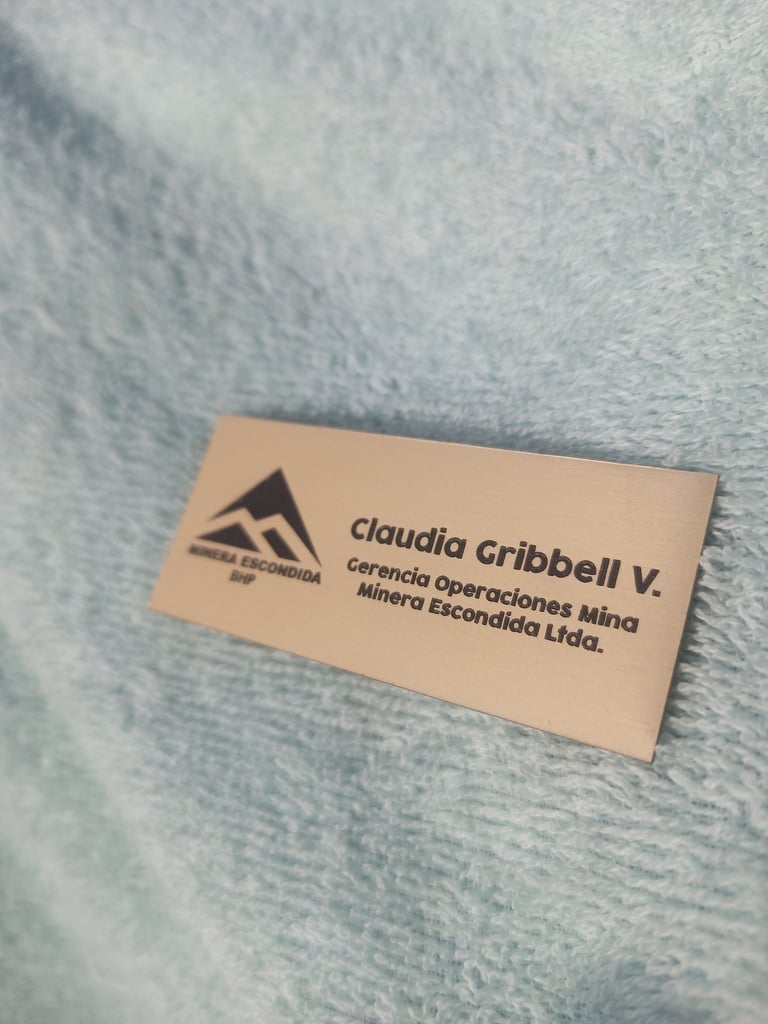 MINERA ESCONDIDA
BHP
Claudia Gribbell V.
Gerencia Operaciones Mina
Minera Escondida Ltda.